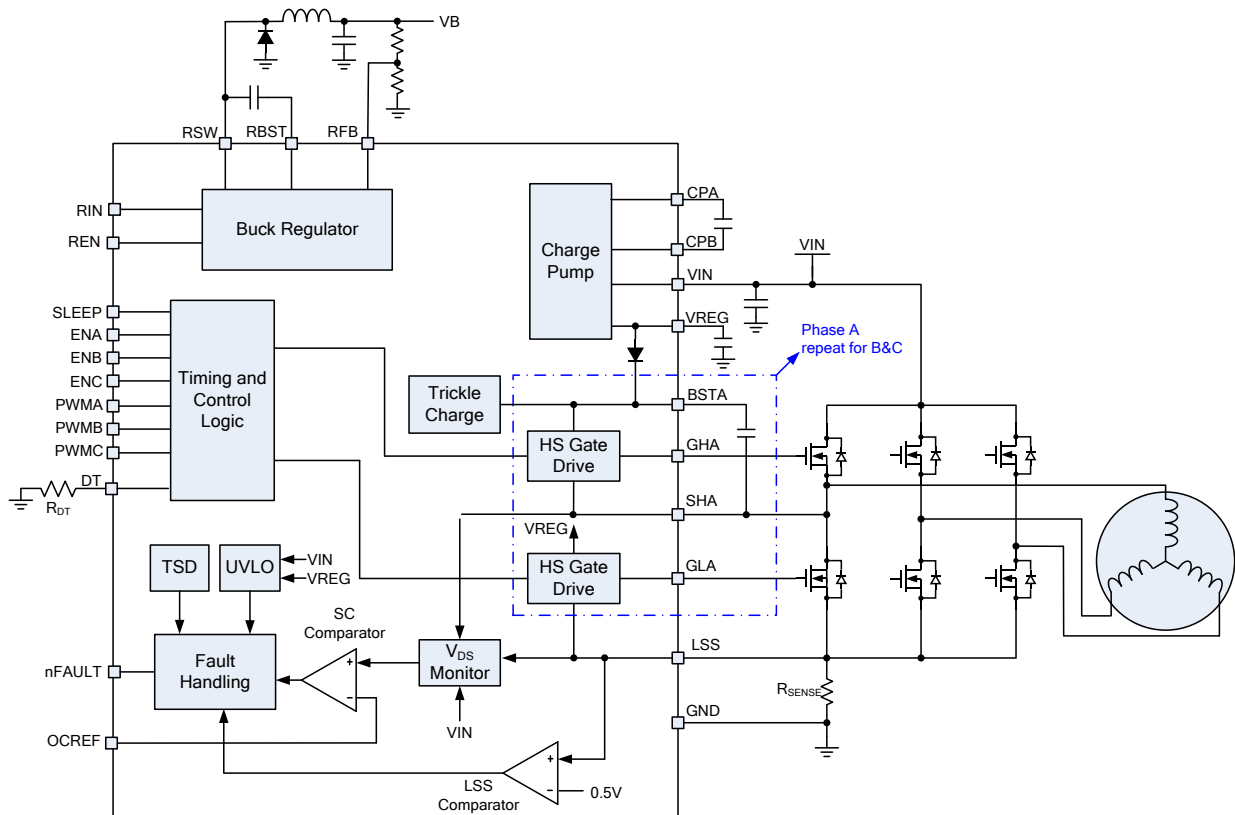 VB
RSW
RBST
RFB
RIN
REN
Buck Regulator
CPA
CPB
VIN
VREG
Charge
Pump
VIN
SLEEP
ENA
ENB
ENC
PWMA
PWMB
PWMC
DT
R_DT
Timing and
Control
Logic
Phase A
repeat for B&C
Trickle
Charge
BSTA
HS Gate
Drive
GHA
SHA
VREG
HS Gate
Drive
GLA
TSD
UVLO
VIN
VREG
SC
Comparator
Fault
Handling
nFAULT
+
−
V_DS
Monitor
VIN
LSS
R_SENSE
GND
OCREF
LSS
Comparator
+
−
0.5V